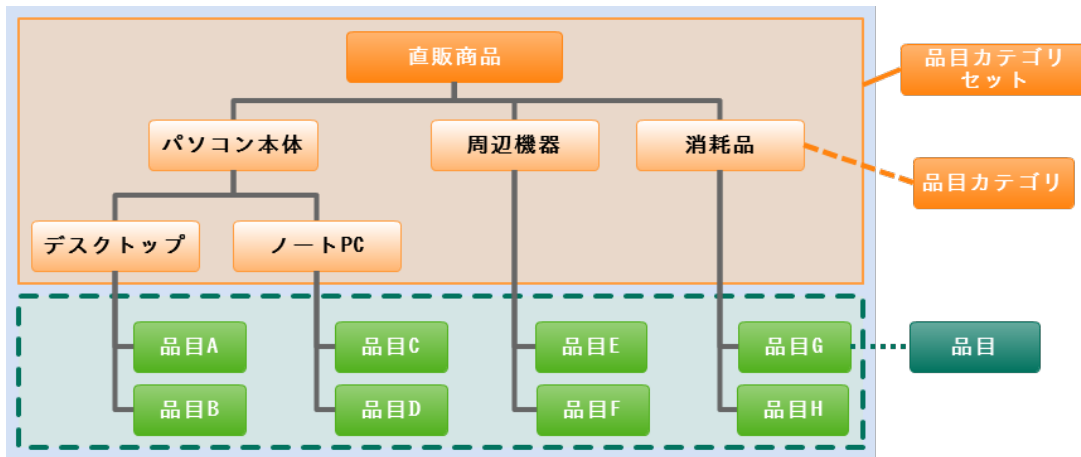 直販商品
品目カテゴリ
セット
パソコン本体
周辺機器
消耗品
品目カテゴリ
デスクトップ
ノートPC
品目A
品目C
品目E
品目G
品目
品目B
品目D
品目F
品目H